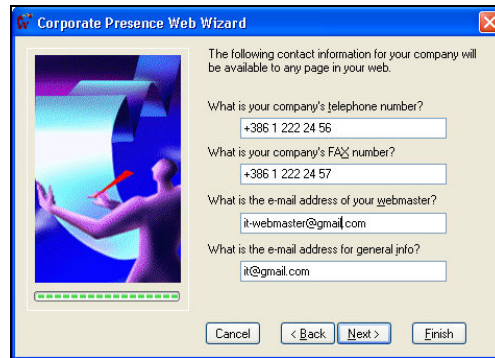 Corporate Presence Web Wizard
The following contact information for your company will
be available to any page in your web.
What is your company's telephone number?
+386 1 222 24 56
What is your company's FAX number?
+386 1 222 24 57
What is the e-mail address of your webmaster?
it-webmaster@gmail.com
What is the e-mail address for general info?
it@gmail.com
Cancel < Back Next > Finish